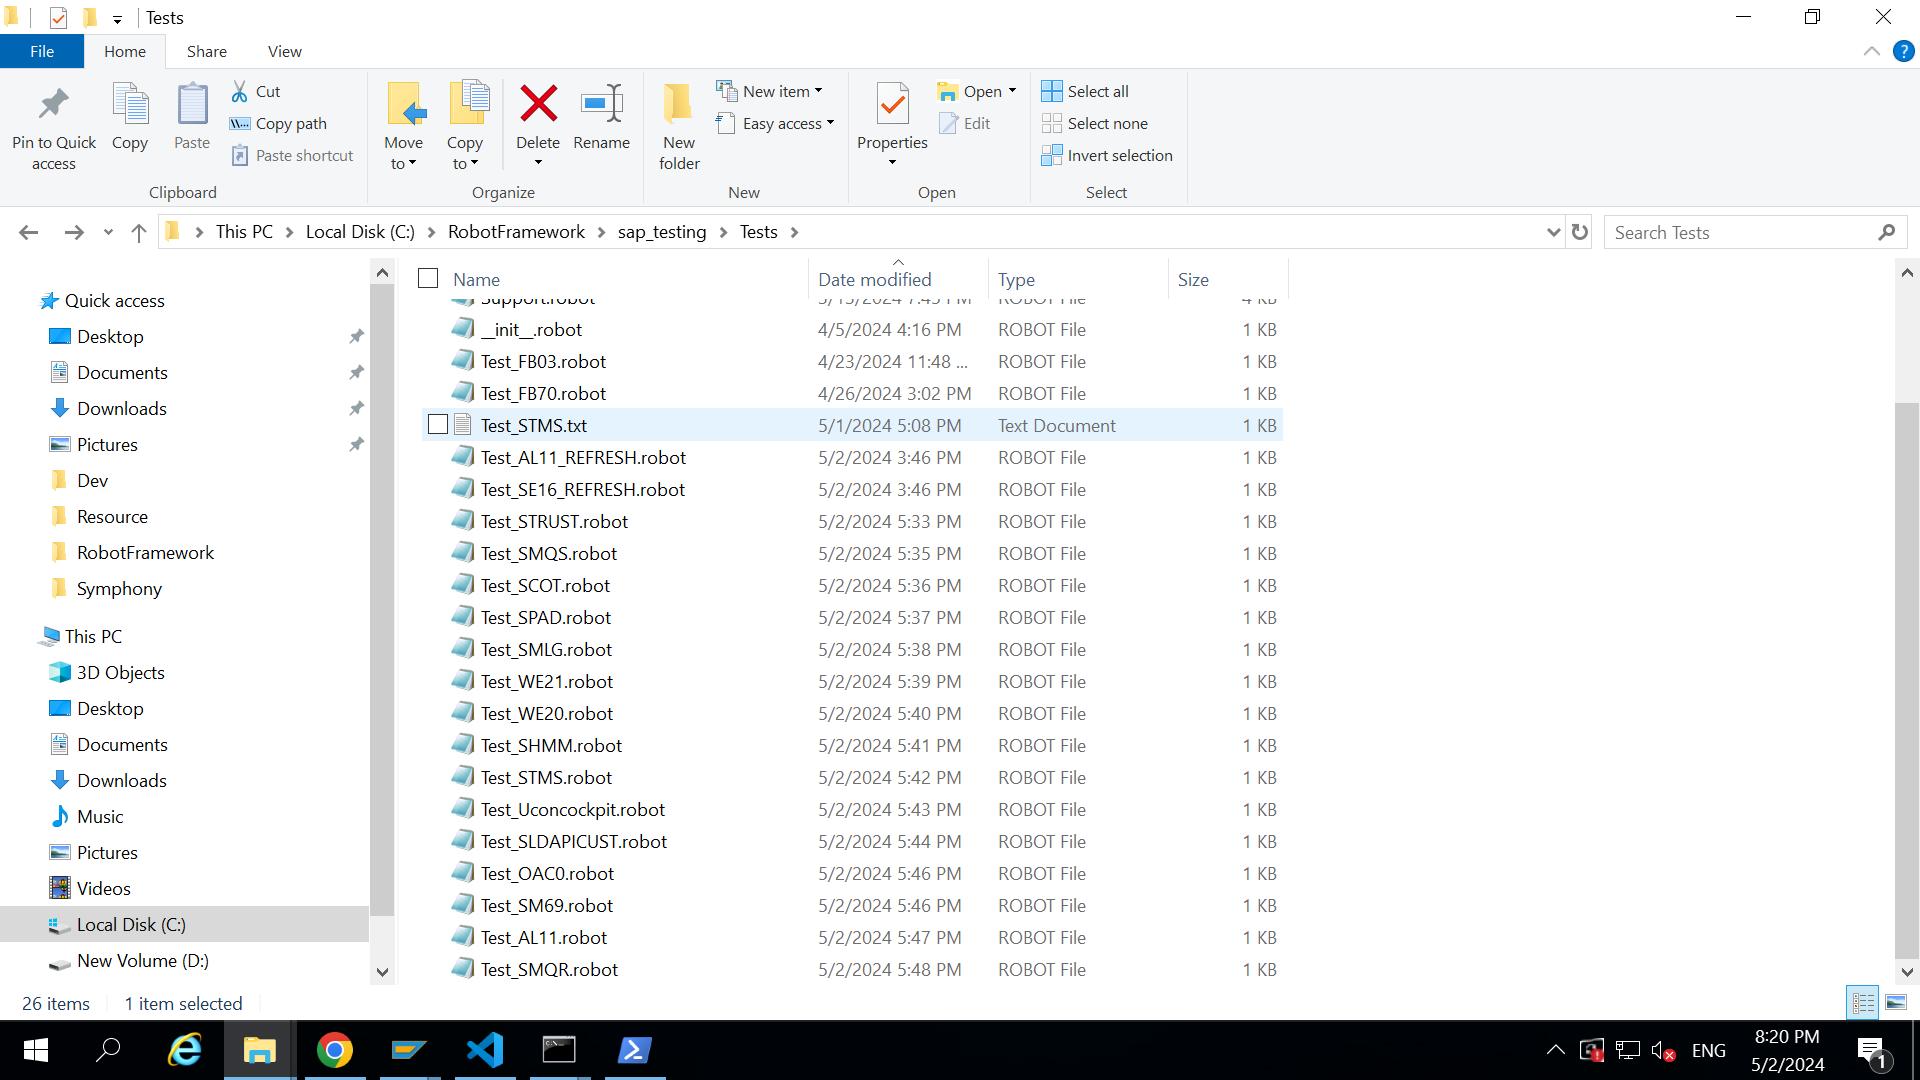 Tests
File Home Share View
Pin to Quick access
Copy
Paste
Cut
Copy path
Paste shortcut
Clipboard
Move to
Copy to
Delete
Rename
Organize
New folder
New item
Easy access
New
Properties
Open
Edit
Open
Select all
Select none
Invert selection
Select
This PC Local Disk (C:) RobotFramework sap_testing Tests
Search Tests
Quick access
Desktop
Documents
Downloads
Pictures
Dev
Resource
RobotFramework
Symphony
This PC
3D Objects
Desktop
Documents
Downloads
Music
Pictures
Videos
Local Disk (C:)
New Volume (D:)
Name Date modified Type Size
Support.robot ROBOT File 4 KB
__init__.robot 4/5/2024 4:16 PM ROBOT File 1 KB
Test_FB03.robot 4/23/2024 11:48 ... ROBOT File 1 KB
Test_FB70.robot 4/26/2024 3:02 PM ROBOT File 1 KB
Test_STMS.txt 5/1/2024 5:08 PM Text Document 1 KB
Test_AL11_REFRESH.robot 5/2/2024 3:46 PM ROBOT File 1 KB
Test_SE16_REFRESH.robot 5/2/2024 3:46 PM ROBOT File 1 KB
Test_STRUST.robot 5/2/2024 5:33 PM ROBOT File 1 KB
Test_SMQS.robot 5/2/2024 5:35 PM ROBOT File 1 KB
Test_SCOT.robot 5/2/2024 5:36 PM ROBOT File 1 KB
Test_SPAD.robot 5/2/2024 5:37 PM ROBOT File 1 KB
Test_SMLG.robot 5/2/2024 5:38 PM ROBOT File 1 KB
Test_WE21.robot 5/2/2024 5:39 PM ROBOT File 1 KB
Test_WE20.robot 5/2/2024 5:40 PM ROBOT File 1 KB
Test_SHMM.robot 5/2/2024 5:41 PM ROBOT File 1 KB
Test_STMS.robot 5/2/2024 5:42 PM ROBOT File 1 KB
Test_Uconcockpit.robot 5/2/2024 5:43 PM ROBOT File 1 KB
Test_SLDAPICUST.robot 5/2/2024 5:44 PM ROBOT File 1 KB
Test_OAC0.robot 5/2/2024 5:46 PM ROBOT File 1 KB
Test_SM69.robot 5/2/2024 5:46 PM ROBOT File 1 KB
Test_AL11.robot 5/2/2024 5:47 PM ROBOT File 1 KB
Test_SMQR.robot 5/2/2024 5:48 PM ROBOT File 1 KB
26 items 1 item selected
ENG
8:20 PM
5/2/2024
1